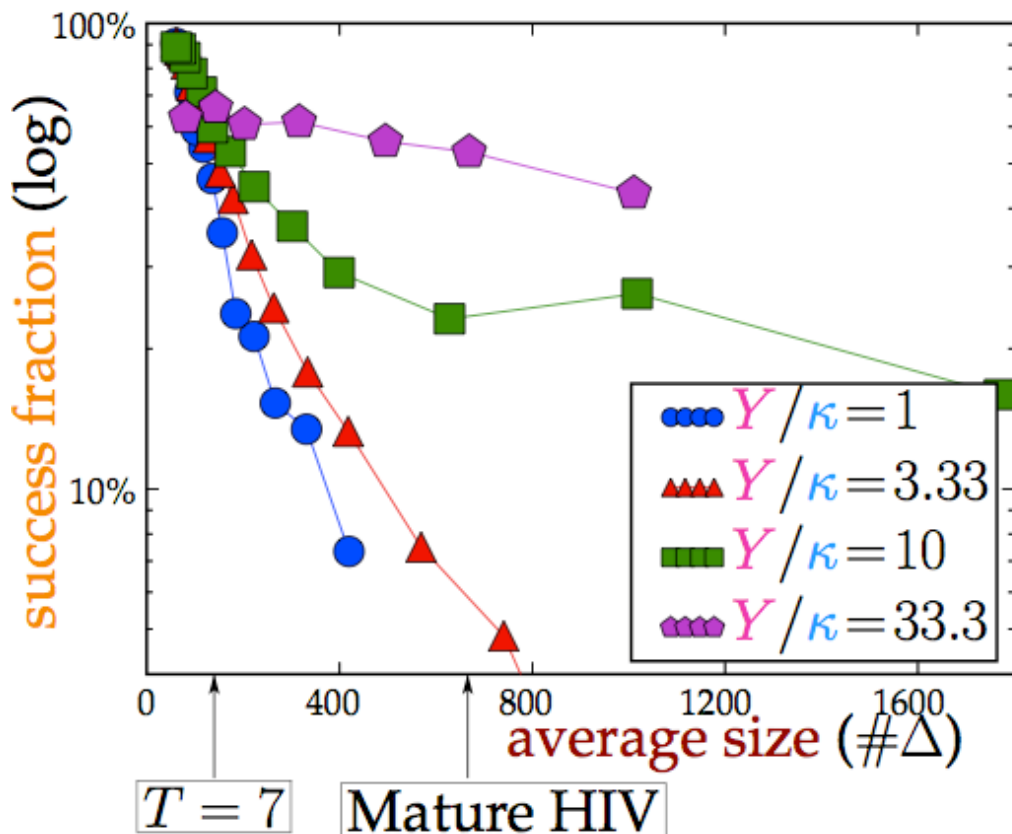 100%
10%
success fraction (log)
Y/κ=1
Y/κ=3.33
Y/κ=10
Y/κ=33.3
0 400 800 1200 1600
average size (#Δ)
T = 7
Mature HIV